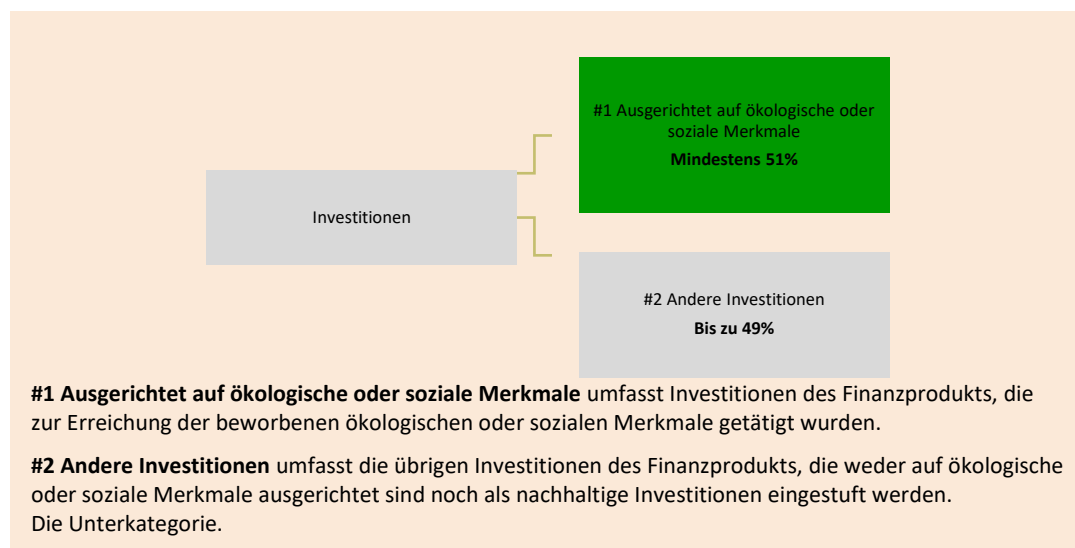 #1 Ausgerichtet auf ökologische oder
soziale Merkmale
Mindestens 51%
Investitionen
#2 Andere Investitionen
Bis zu 49%
#1 Ausgerichtet auf ökologische oder soziale Merkmale umfasst Investitionen des Finanzprodukts, die
zur Erreichung der beworbenen ökologischen oder sozialen Merkmale getätigt wurden.
#2 Andere Investitionen umfasst die übrigen Investitionen des Finanzprodukts, die weder auf ökologische
oder soziale Merkmale ausgerichtet sind noch als nachhaltige Investitionen eingestuft werden.
Die Unterkategorie.